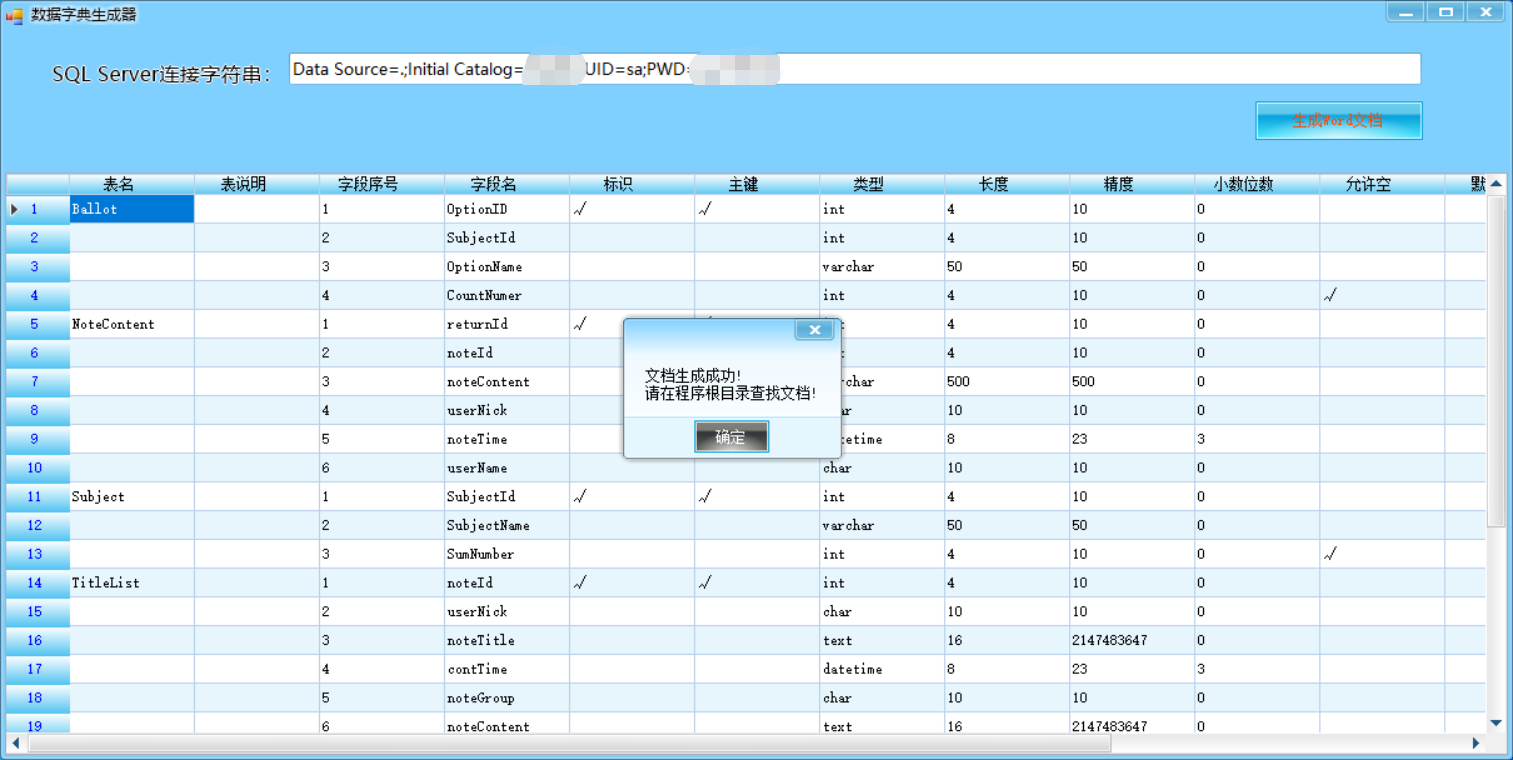 数据字典生成器
SQL Server连接字符串：
Data Source=.;Initial Catalog= UID=sa;PWD=
生成Word文档
表名 表说明 字段序号 字段名 标识 主键 类型 长度 精度 小数位数 允许空 默
1 Ballot 1 OptionID √ √ int 4 10 0
2 2 SubjectId int 4 10 0
3 3 OptionName varchar 50 50 0
4 4 CountNumer int 4 10 0 √
5 NoteContent 1 returnId √ 4 10 0
6 2 noteId 4 10 0
7 3 noteContent char 500 500 0
8 4 userNick 10 10 0
9 5 noteTime etime 8 23 3
10 6 userName char 10 10 0
11 Subject 1 SubjectId √ √ int 4 10 0
12 2 SubjectName varchar 50 50 0
13 3 SumNumber int 4 10 0 √
14 TitleList 1 noteId √ √ int 4 10 0
15 2 userNick char 10 10 0
16 3 noteTitle text 16 2147483647 0
17 4 contTime datetime 8 23 3
18 5 noteGroup char 10 10 0
19 6 noteContent text 16 2147483647 0
文档生成成功!
请在程序根目录查找文档!
确定